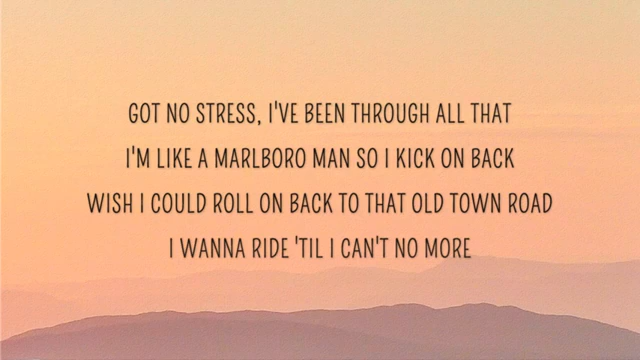 GOT NO STRESS, I'VE BEEN THROUGH ALL THAT
I'M LIKE A MARLBORO MAN SO I KICK ON BACK
WISH I COULD ROLL ON BACK TO THAT OLD TOWN ROAD
I WANNA RIDE 'TIL I CAN'T NO MORE